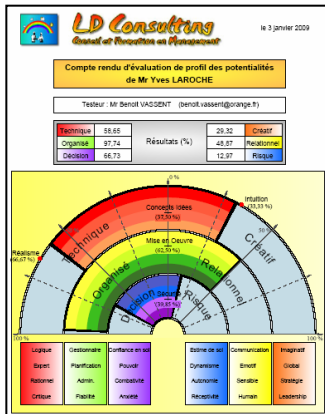 LD Consulting
Conseil et Formation en Management
le 3 janvier 2009
Compte rendu d'évaluation de profil des potentialités
de Mr Yves LAROCHE
Testeur : Mr Benoit VASSENT (benoit.vassent@orange.fr)
Technique 58,65 Résultats (%) 29,32 Créatif
Organisé 97,74 48,87 Relationnel
Décision 66,73 12,97 Risque
0 %
Intuition
(33,33 %)
Concepts Idées
(37,50 %)
Réalisme
(66,67 %)
Technique
Créatif
Mise en Oeuvre
(62,50 %)
Organisé
Relationnel
Sécurité
Décision
Risque
100 % 100 %
Logique Gestionnaire Confiance en soi Estime de soi Communication Imaginatif
Expert Planification Pouvoir Dynamisme Emotif Global
Rationnel Admin. Combativité Autonomie Sensible Stratégie
Critique Fiabilité Anxiété Réceptivité Humain Leadership